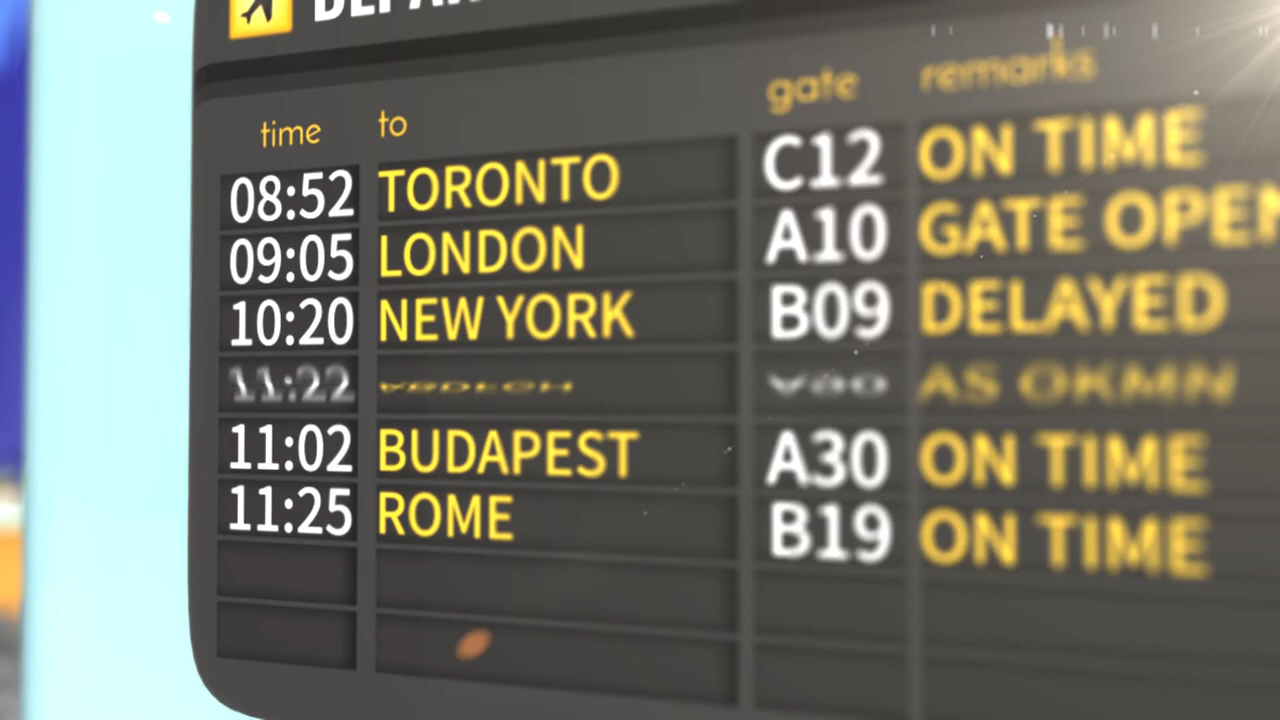 DEPAR
time to gate remarks
08:52 TORONTO C12 ON TIME
09:05 LONDON A10 GATE OPEN
10:20 NEW YORK B09 DELAYED
11:02 BUDAPEST A30 ON TIME
11:25 ROME B19 ON TIME